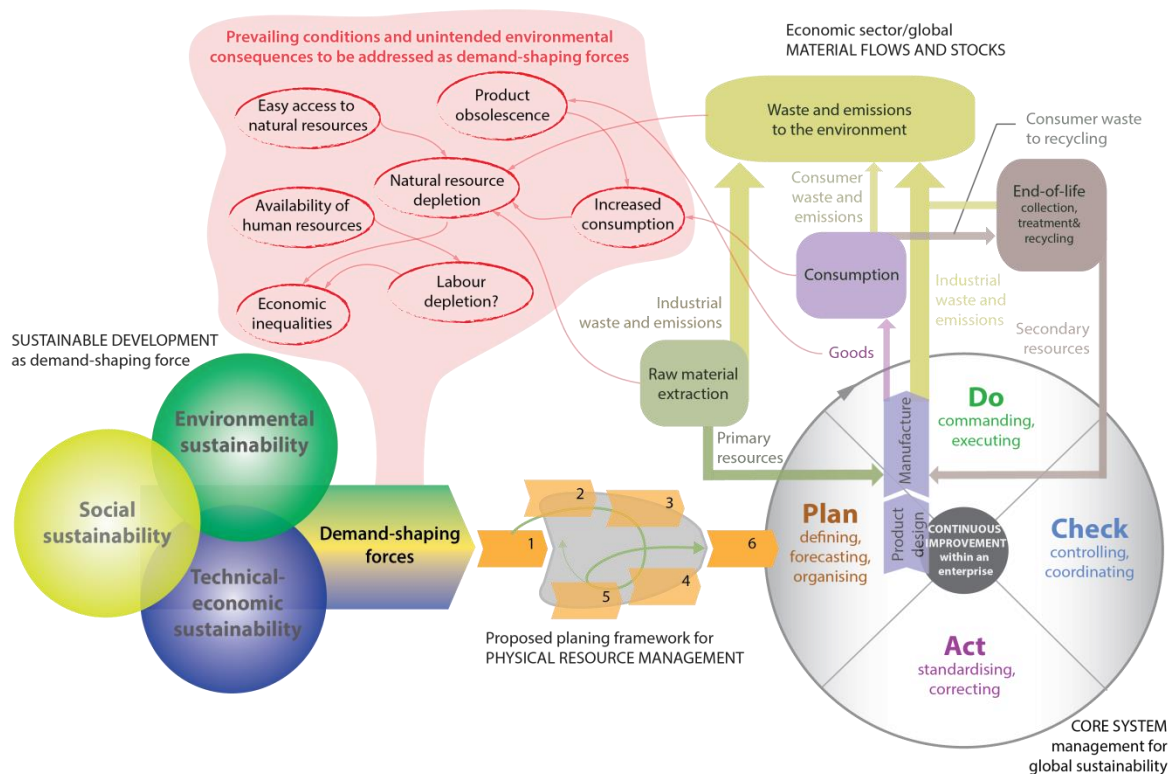 Prevailing conditions and unintended environmental
consequences to be addressed as demand-shaping forces
Easy access to
natural resources
Product
obsolescence
Natural resource
depletion
Availability of
human resources
Increased
consumption
Labour
depletion?
Economic
inequalities
Economic sector/global
MATERIAL FLOWS AND STOCKS
Waste and emissions
to the environment
Consumer waste
to recycling
Consumer
waste and
emissions
End-of-life
collection,
treatment&
recycling
Consumption
Industrial
waste and emissions
Industrial
waste and
emissions
Secondary
resources
Goods
Raw material
extraction
Primary
resources
SUSTAINABLE DEVELOPMENT
as demand-shaping force
Environmental
sustainability
Social
sustainability
Technical-
economic
sustainability
Demand-shaping
forces
1
2
3
4
5
6
Proposed planing framework for
PHYSICAL RESOURCE MANAGEMENT
Manufacture
Product
design
Do
commanding,
executing
Plan
defining,
forecasting,
organising
CONTINUOUS
IMPROVEMENT
within an
enterprise
Check
controlling,
coordinating
Act
standardising,
correcting
CORE SYSTEM
management for
global sustainability